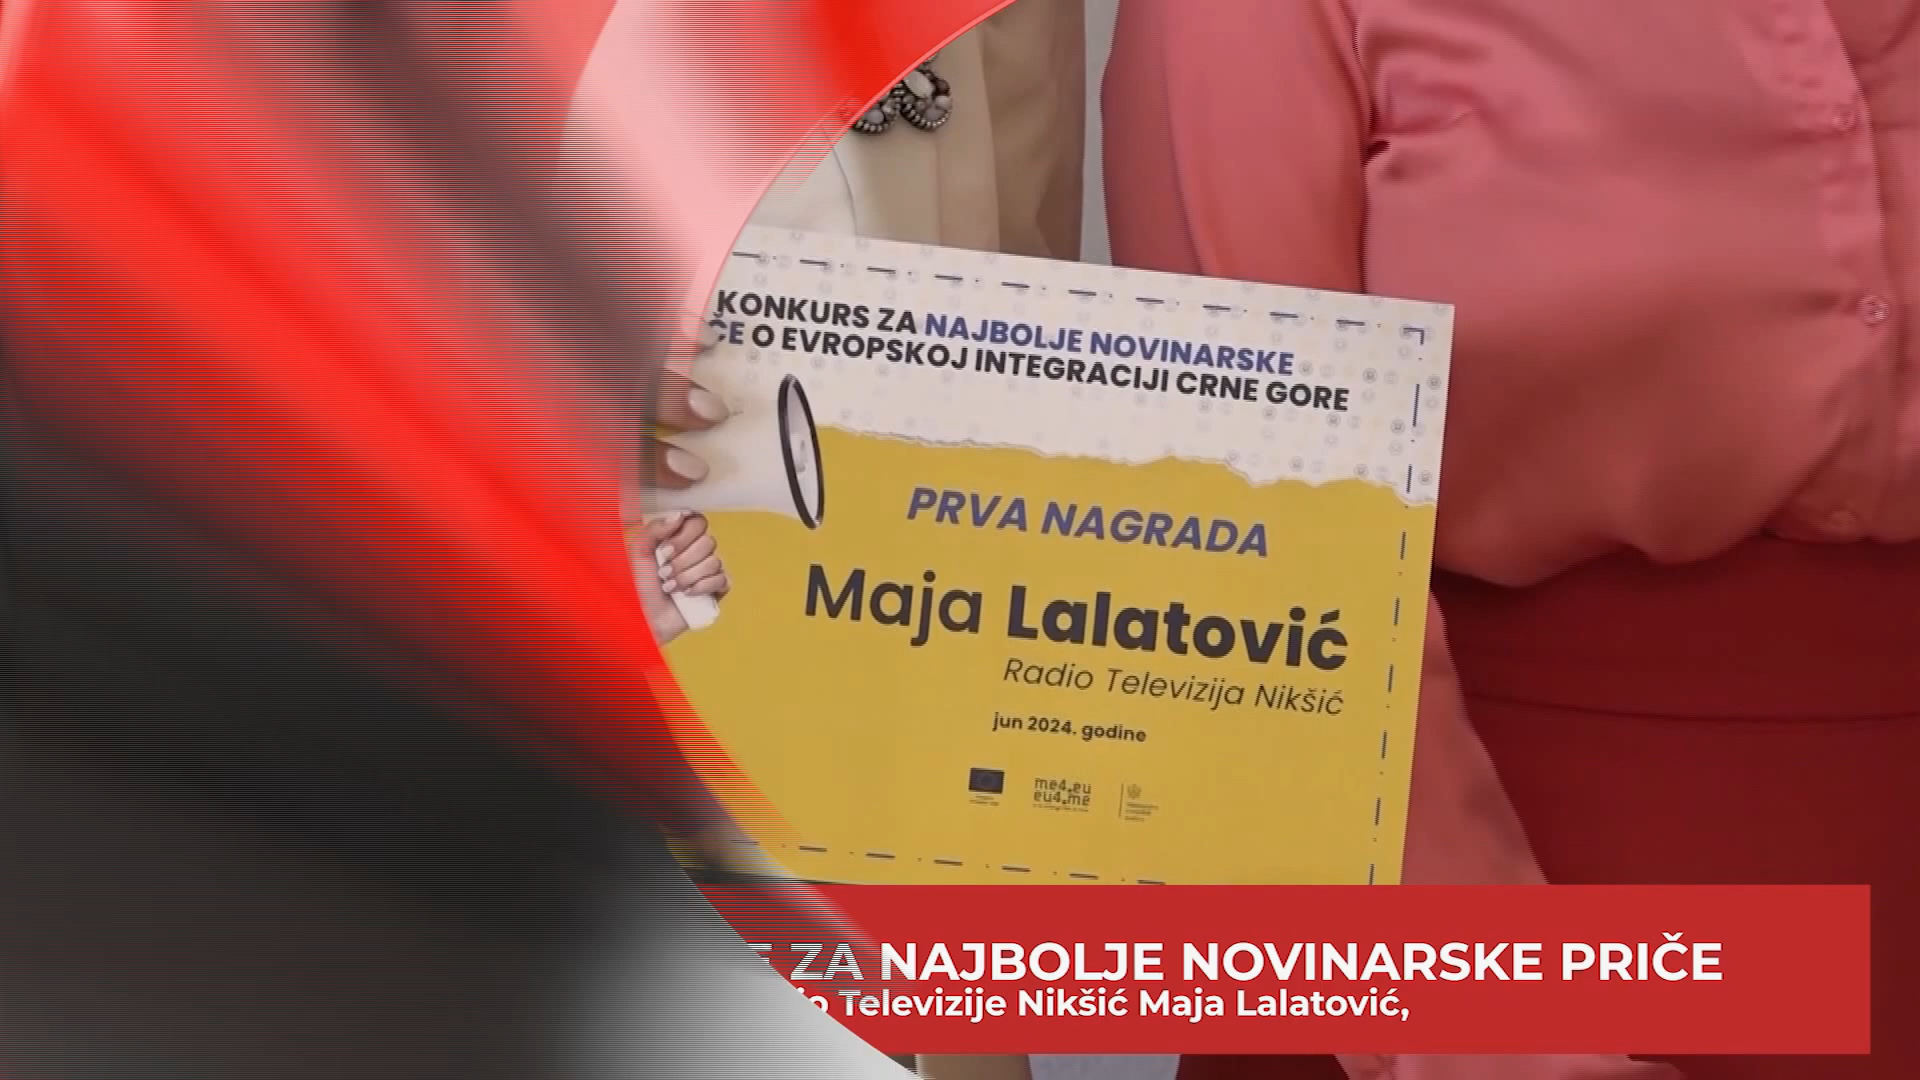 KONKURS ZA NAJBOLJE NOVINARSKE
ČE O EVROPSKOJ INTEGRACIJI CRNE GORE
PRVA NAGRADA
Maja Lalatović
Radio Televizija Nikšić
jun 2024. godine
me4.eu
eu4.me
E ZA NAJBOLJE NOVINARSKE PRIČE
o Televizije Nikšić Maja Lalatović,